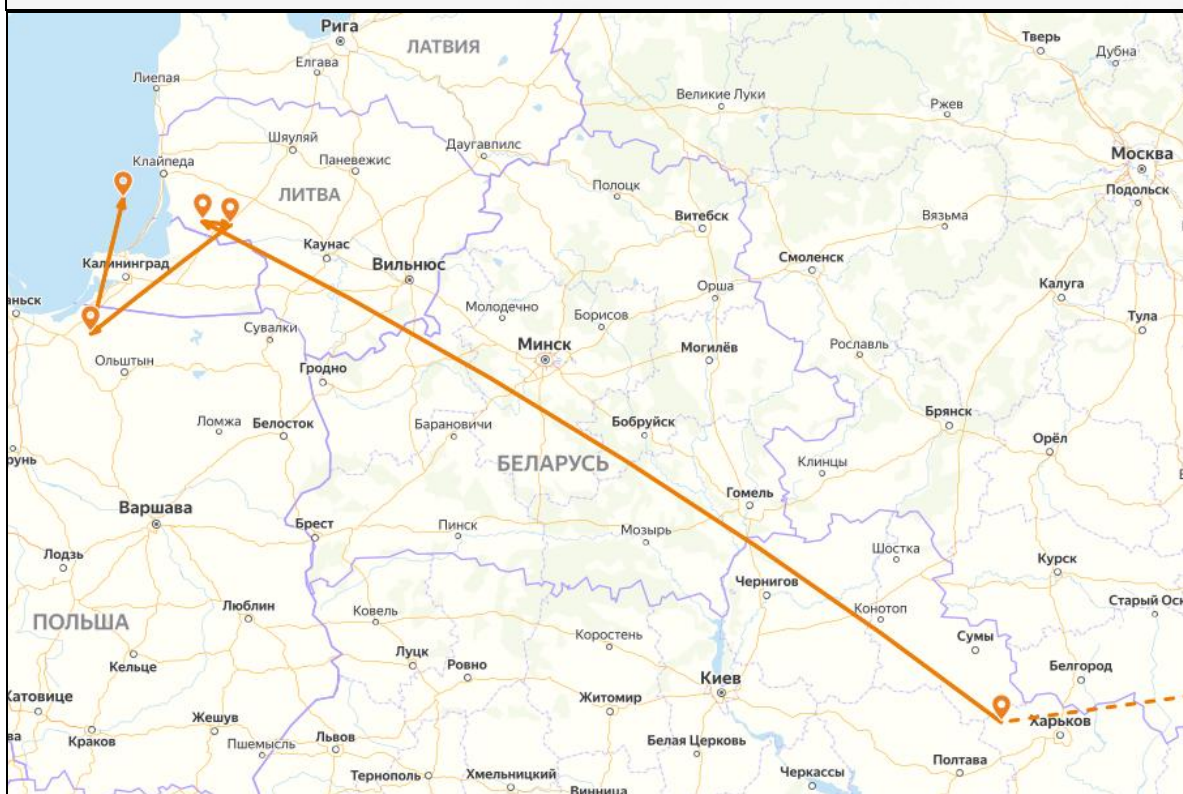 Рига
ЛАТВИЯ
Тверь
Дубна
Елгава
Лиепая
Великие Луки
Ржев
Шяуляй
Даугавпилс
Москва
Клайпеда
Паневежис
Подольск
ЛИТВА
Полоцк
Витебск
Вязьма
Каунас
Смоленск
Калининград
Вильнюс
Калуга
Орша
аньск
Молодечно
Борисов
Тула
Сувалки
Минск
Могилёв
Рославль
Ольштын
Гродно
Ломжа
Белосток
Барановичи
Бобруйск
Брянск
Орёл
рунь
БЕЛАРУСЬ
Клинцы
Гомель
Варшава
Брест
Пинск
Мозырь
Лодзь
Шостка
Курск
Чернигов
Старый Оск
Люблин
Ковель
Конотоп
ПОЛЬША
Коростень
Сумы
Луцк
Кельце
Ровно
Белгород
Киев
Катовице
Житомир
Жешув
Харьков
ва
Краков
Пшемысль
Львов
Белая Церковь
Полтава
Тернополь
Хмельницкий
Черкассы
Винница